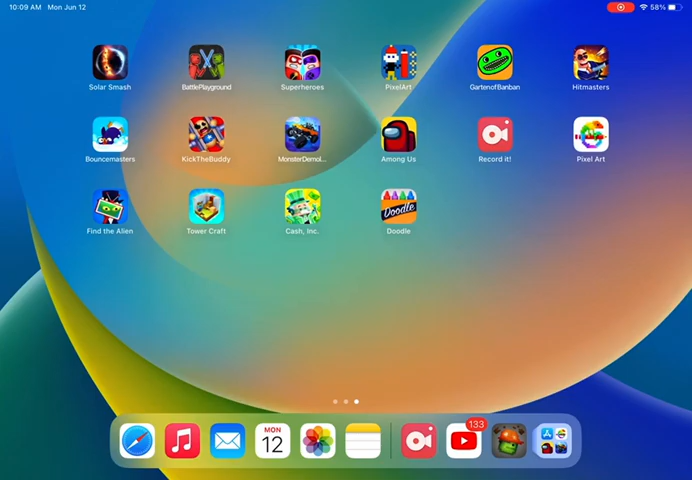 10:09 AM Mon Jun 12
58%
Solar Smash
BattlePlayground
Superheroes
PixelArt
GartenofBanban
Hitmasters
Bouncemasters
KickTheBuddy
MonsterDemol...
Among Us
Record it!
Pixel Art
Find the Alien
Tower Craft
Cash, Inc.
Doodle
Doodle
MON
12
133